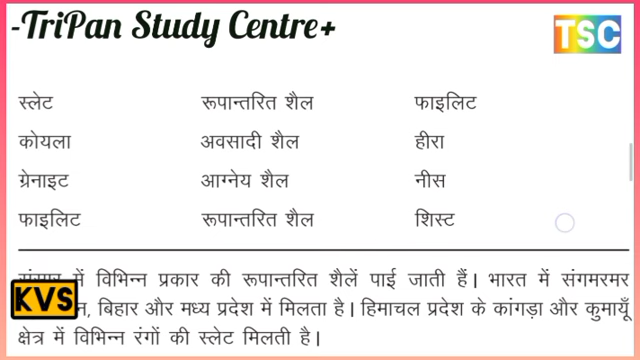 -TriPan Study Centre+
TSC
स्लेट रूपान्तरित शैल फाइलिट
कोयला अवसादी शैल हीरा
ग्रेनाइट आग्नेय शैल नीस
फाइलिट रूपान्तरित शैल शिस्ट
में विभिन्न प्रकार की रूपान्तरित शैलें पाई जाती हैं। भारत में संगमरमर
KVS
बिहार और मध्य प्रदेश में मिलता है। हिमाचल प्रदेश के कांगड़ा और कुमायूँ
क्षेत्र में विभिन्न रंगों की स्लेट मिलती है।